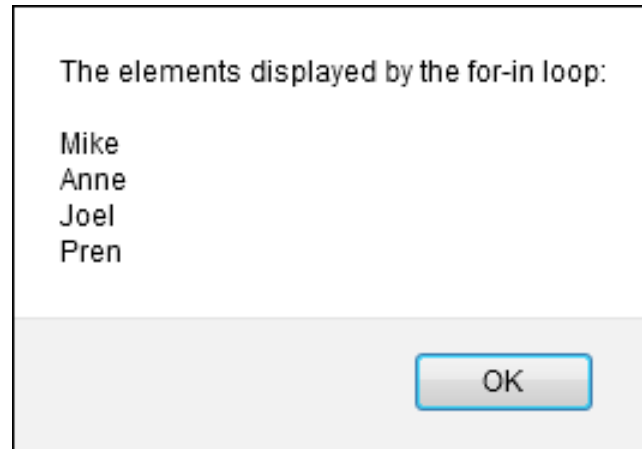 The elements displayed by the for-in loop:
Mike
Anne
Joel
Pren
OK